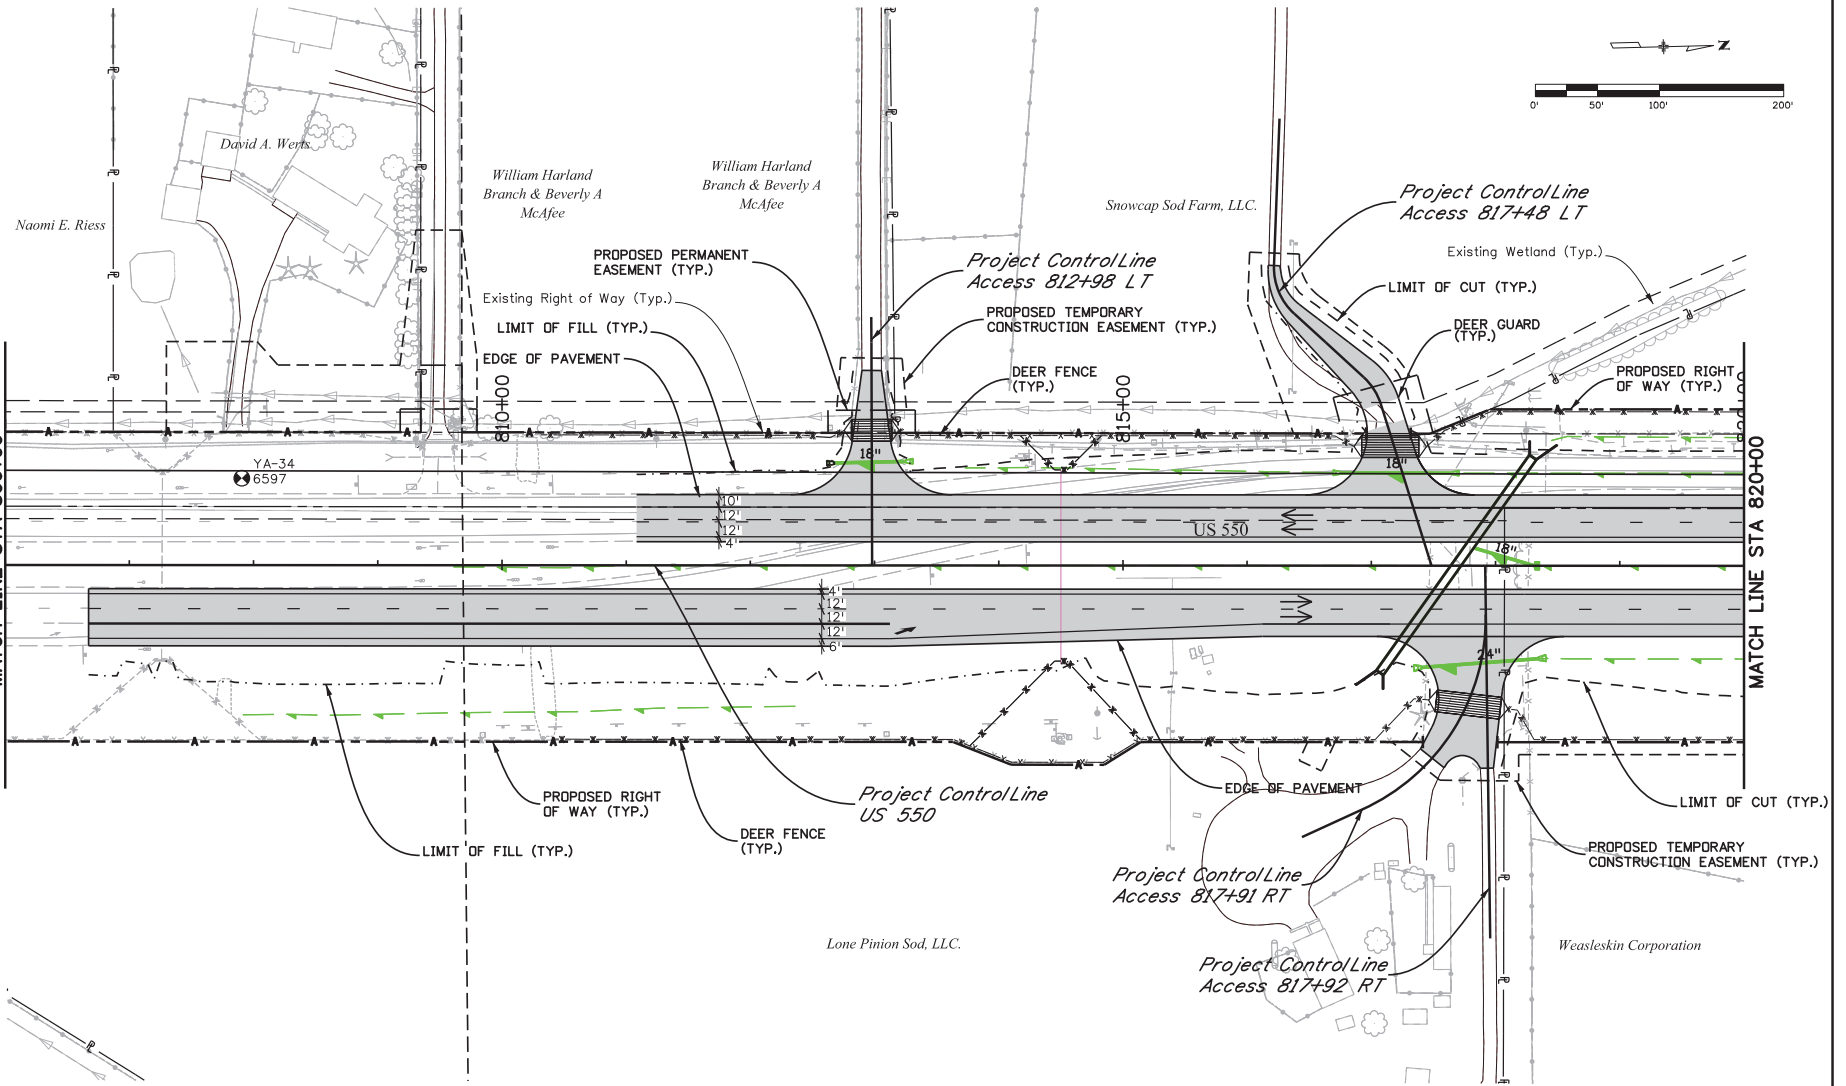 N
0' 50' 100' 200'
David A. Werts
Naomi E. Riess
William Harland
Branch & Beverly A
McAfee
William Harland
Branch & Beverly A
McAfee
Snowcap Sod Farm, LLC.
Project Control Line
Access 817+48 LT
Existing Wetland (Typ.)
PROPOSED PERMANENT
EASEMENT (TYP.)
Project Control Line
Access 812+98 LT
Existing Right of Way (Typ.)
LIMIT OF FILL (TYP.)
EDGE OF PAVEMENT
PROPOSED TEMPORARY
CONSTRUCTION EASEMENT (TYP.)
LIMIT OF CUT (TYP.)
DEER GUARD
(TYP.)
DEER FENCE
(TYP.)
PROPOSED RIGHT
OF WAY (TYP.)
810+00
815+00
YA-34
6597
18"
18"
10'
12'
12'
4'
US 550
18"
MATCH LINE STA 820+00
4'
12'
12'
12'
6'
24"
EDGE OF PAVEMENT
PROPOSED RIGHT
OF WAY (TYP.)
Project Control Line
US 550
LIMIT OF CUT (TYP.)
DEER FENCE
(TYP.)
LIMIT OF FILL (TYP.)
PROPOSED TEMPORARY
CONSTRUCTION EASEMENT (TYP.)
Project Control Line
Access 817+91 RT
Lone Pinion Sod, LLC.
Weasleskin Corporation
Project Control Line
Access 817+92 RT